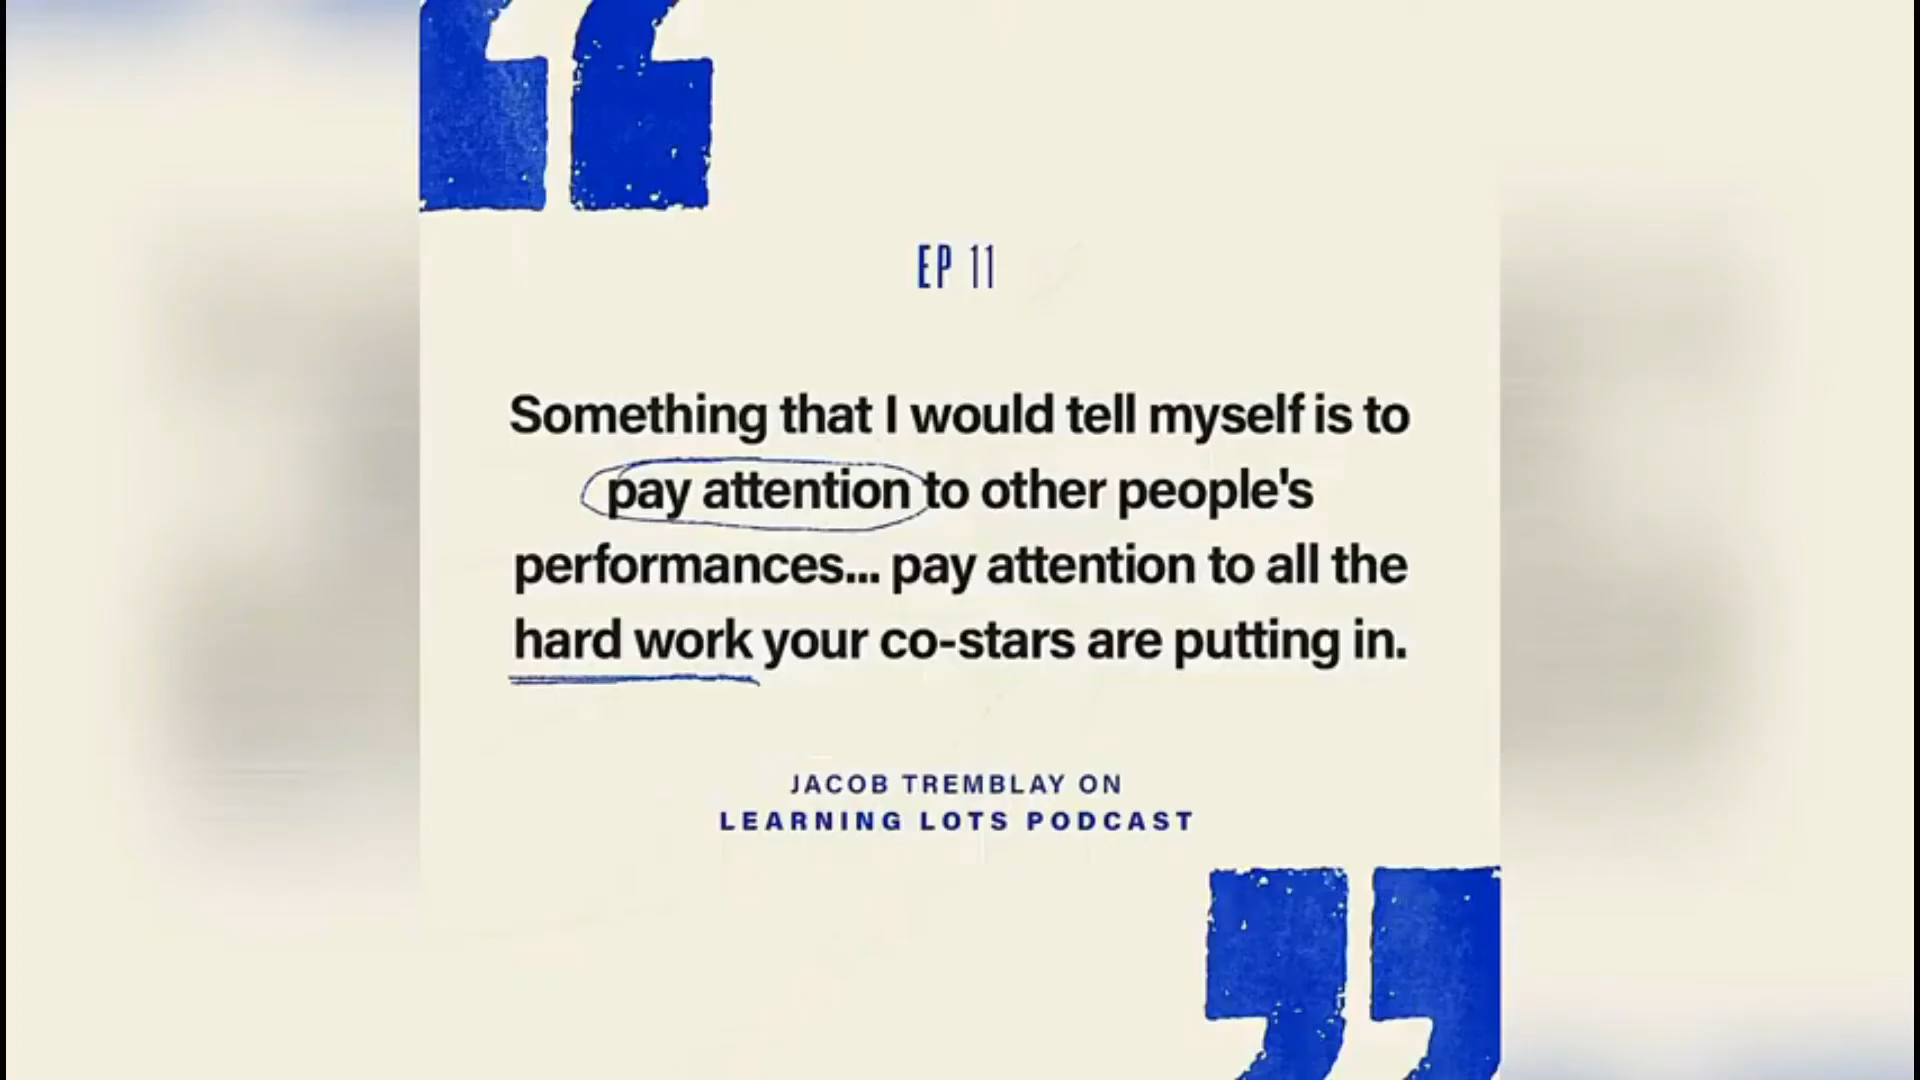 EP 11
Something that I would tell myself is to
pay attention to other people's
performances... pay attention to all the
hard work your co-stars are putting in.
JACOB TREMBLAY ON
LEARNING LOTS PODCAST